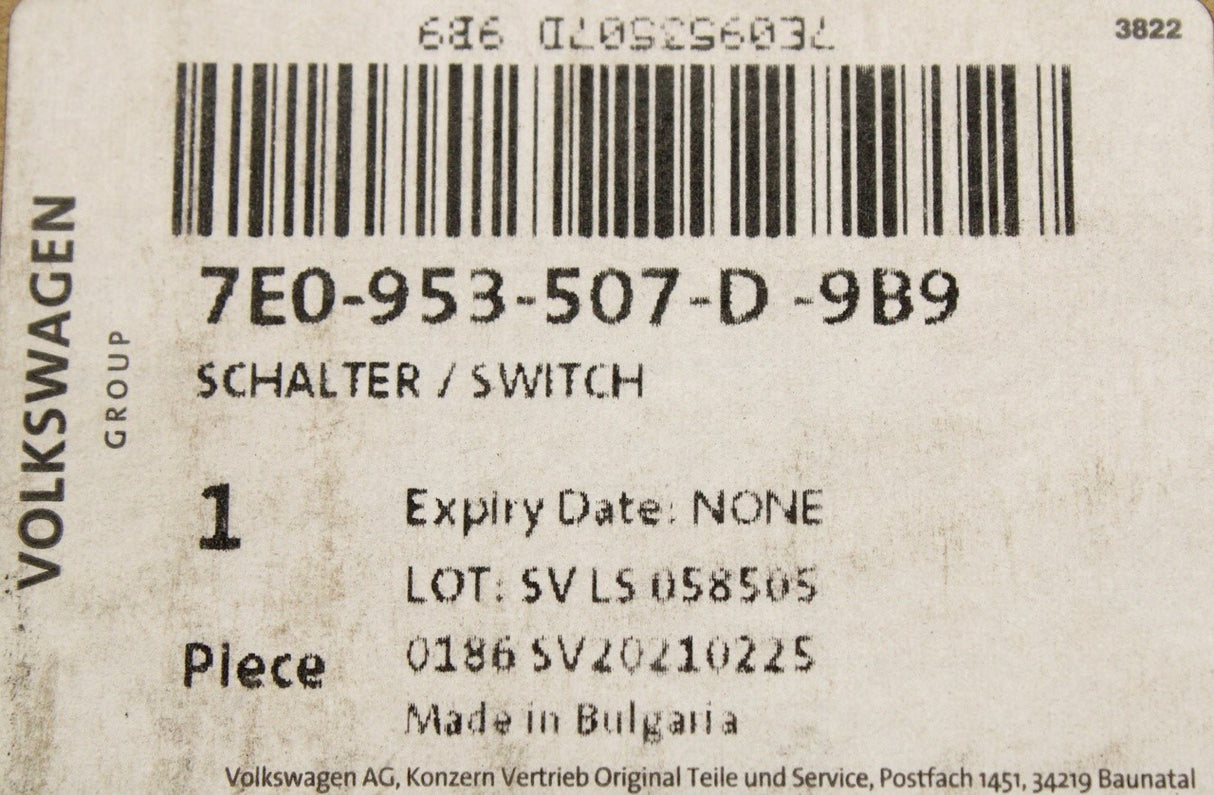 7E0953507D 9B9
3822
7E0-953-507-D -9B9
SCHALTER / SWITCH
VOLKSWAGEN
GROUP
1
Piece
Expiry Date: NONE
LOT: SV LS 058505
0186 SV20210225
Made in Bulgaria
Volkswagen AG, Konzern Vertrieb Original Teile und Service, Postfach 1451, 34219 Baunatal